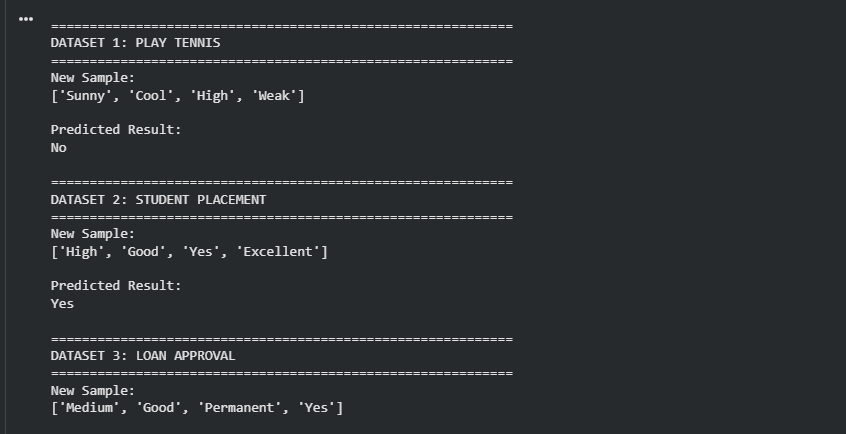 ============================================================
DATASET 1: PLAY TENNIS
============================================================
New Sample:
['Sunny', 'Cool', 'High', 'Weak']
Predicted Result:
No
============================================================
DATASET 2: STUDENT PLACEMENT
============================================================
New Sample:
['High', 'Good', 'Yes', 'Excellent']
Predicted Result:
Yes
============================================================
DATASET 3: LOAN APPROVAL
============================================================
New Sample:
['Medium', 'Good', 'Permanent', 'Yes']